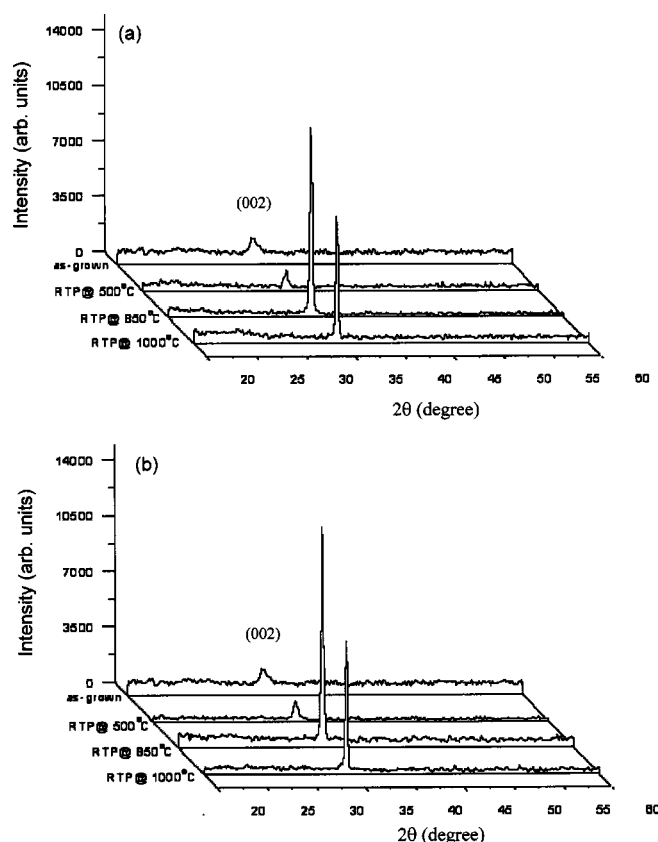 14000
(a)
10500
7000
3500
0
Intensity (arb. units)
(002)
as-grown
RTP@ 500°C
RTP@ 850°C
RTP@ 1000°C
20 25 30 35 40 45 50 55 60
2θ (degree)
14000
(b)
10500
7000
3500
0
Intensity (arb. units)
(002)
as-grown
RTP@ 500°C
RTP@ 850°C
RTP@ 1000°C
20 25 30 35 40 45 50 55 60
2θ (degree)